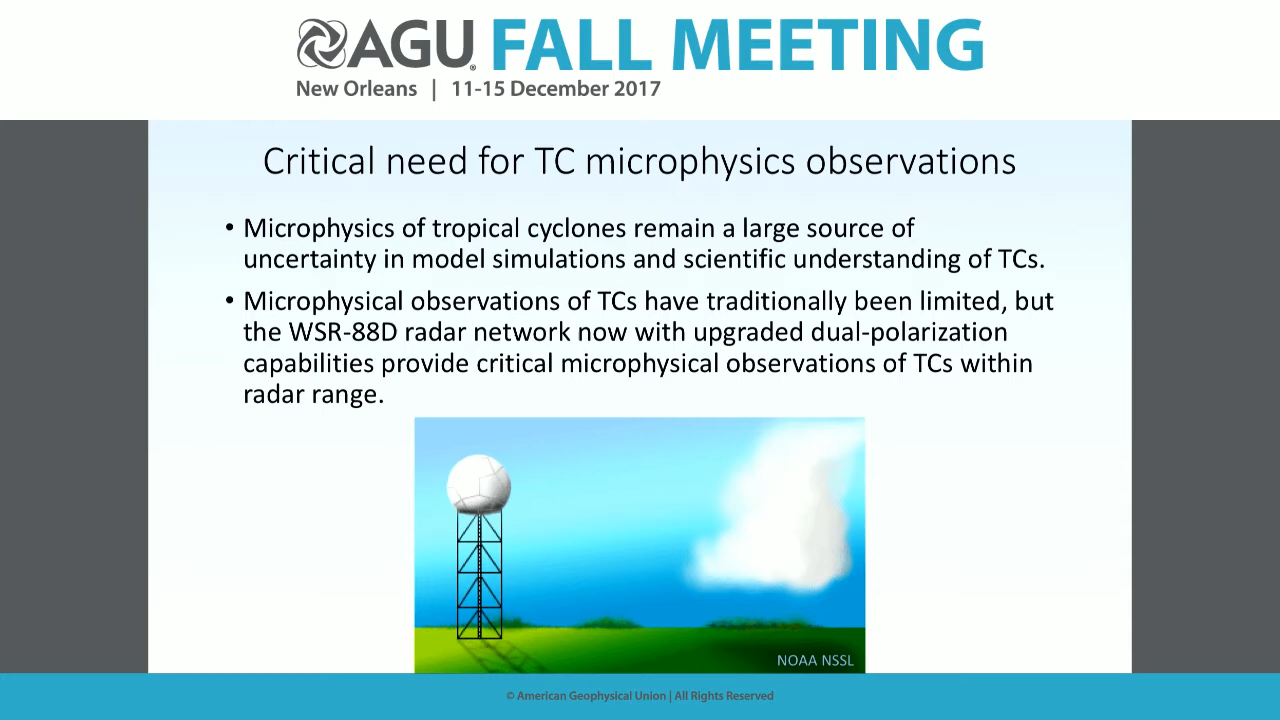 AGU FALL MEETING
New Orleans | 11-15 December 2017
Critical need for TC microphysics observations
• Microphysics of tropical cyclones remain a large source of
uncertainty in model simulations and scientific understanding of TCs.
• Microphysical observations of TCs have traditionally been limited, but
the WSR-88D radar network now with upgraded dual-polarization
capabilities provide critical microphysical observations of TCs within
radar range.
NOAA NSSL
© American Geophysical Union | All Rights Reserved